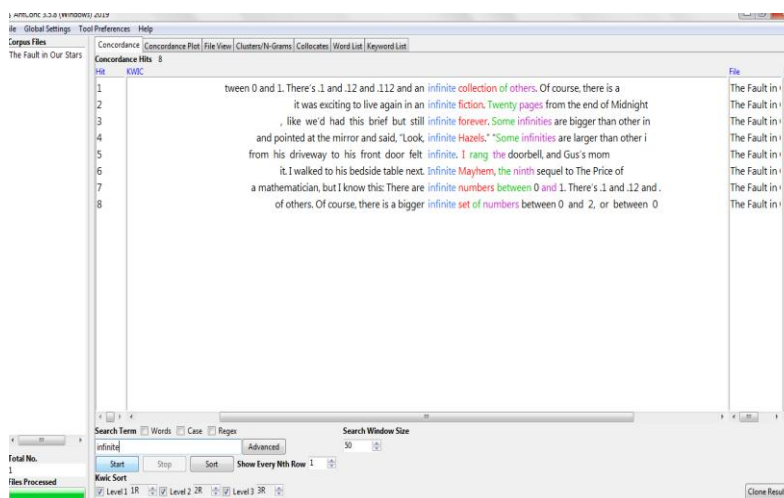 AntConc 3.5.8 (Windows) 2019
ile Global Settings Tool Preferences Help
Corpus Files
The Fault in Our Stars
Concordance Concordance Plot File View Clusters/N-Grams Collocates Word List Keyword List
Concordance Hits 8
Hit KWIC File
1 tween 0 and 1. There's .1 and .12 and .112 and an infinite collection of others. Of course, there is a The Fault in
2 it was exciting to live again in an infinite fiction. Twenty pages from the end of Midnight The Fault in
3 , like we'd had this brief but still infinite forever. Some infinities are bigger than other in The Fault in
4 and pointed at the mirror and said, "Look, infinite Hazels." "Some infinities are larger than other i The Fault in
5 from his driveway to his front door felt infinite. I rang the doorbell, and Gus's mom The Fault in
6 it. I walked to his bedside table next. Infinite Mayhem, the ninth sequel to The Price of The Fault in
7 a mathematician, but I know this: There are infinite numbers between 0 and 1. There's .1 and .12 and . The Fault in
8 of others. Of course, there is a bigger infinite set of numbers between 0 and 2, or between 0 The Fault in
Search Term Words Case Regex Search Window Size
infinite Advanced 50
Total No.
1
Start Stop Sort Show Every Nth Row 1
Files Processed
Kwic Sort
Level 1 1R Level 2 2R Level 3 3R Clone Resul